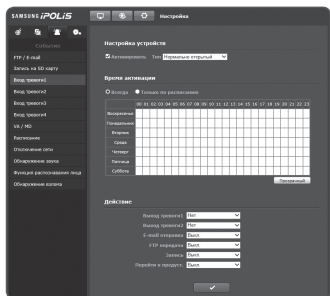 SAMSUNG iPOLiS
Настройка
События
FTP / E-mail
Запись на SD карту
Вход тревоги1
Вход тревоги2
Вход тревоги3
Вход тревоги4
VA / MD
Расписание
Отключение сети
Обнаружение звука
Функция распознавания лица
Обнаружение взлома
Настройка устройств
Активировать Тип Нормально открытый
Время активации
Всегда Только по расписанию
00 01 02 03 04 05 06 07 08 09 10 11 12 13 14 15 16 17 18 19 20 21 22 23
Воскресенье
Понедельник
Вторник
Среда
Четверг
Пятница
Суббота
Действие
Выход тревоги1 Нет
Выход тревоги2 Нет
E-mail отправка Выкл
FTP передача Выкл
Запись Выкл
Перейти к предуст. Выкл